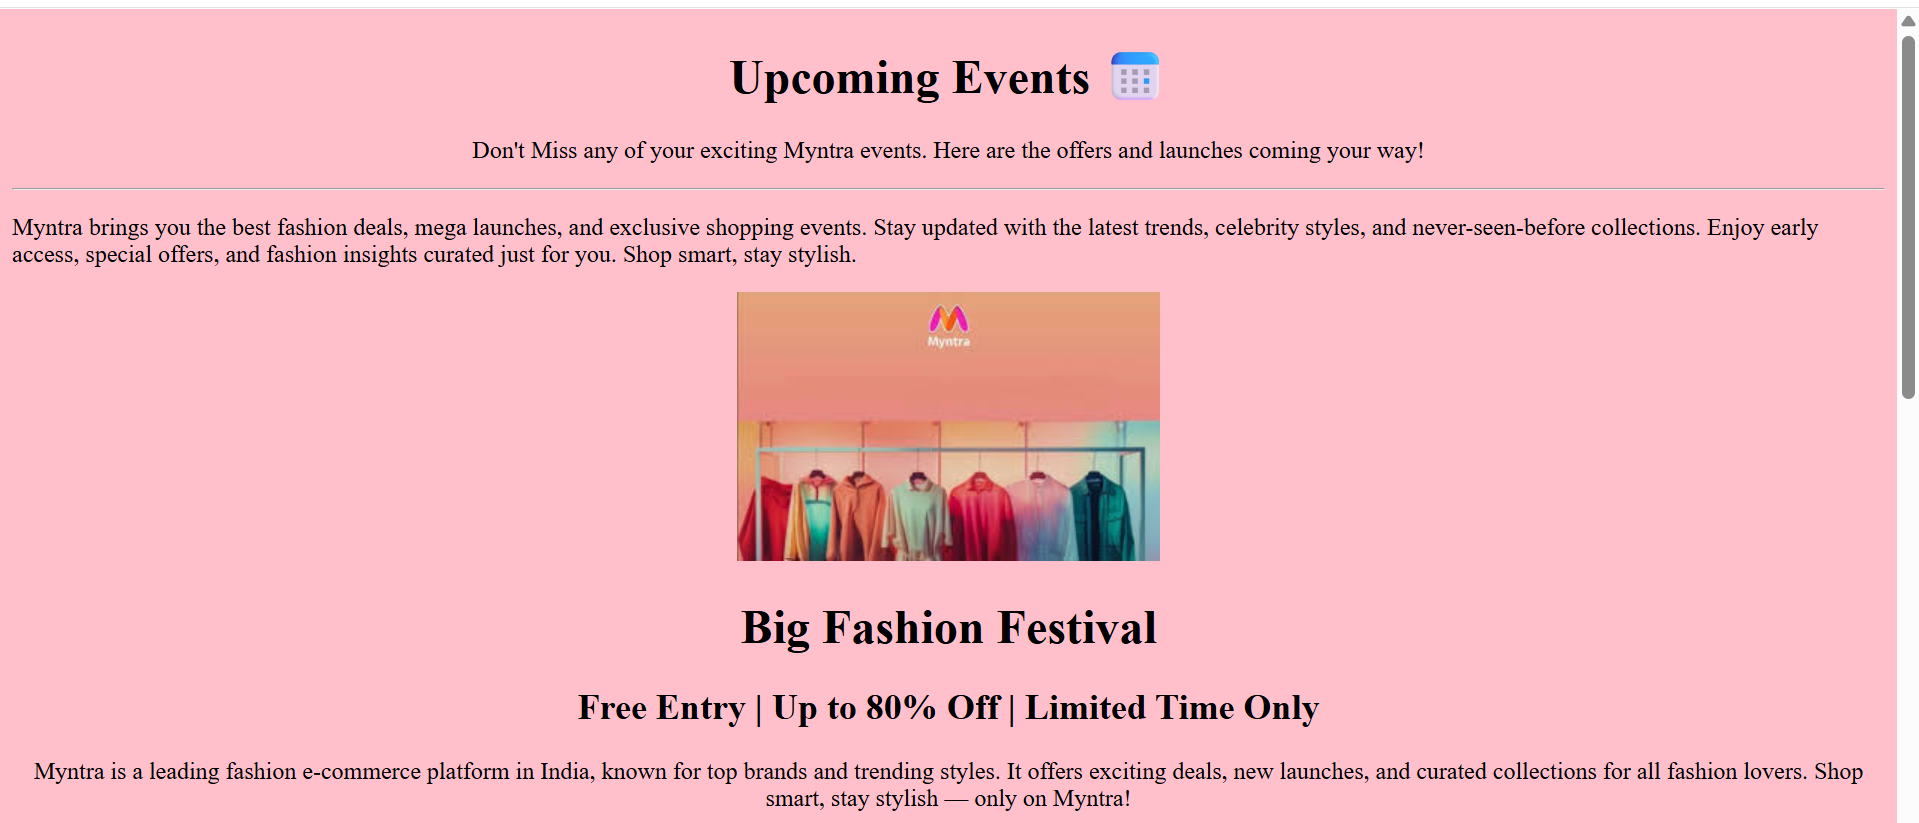 Upcoming Events
Don't Miss any of your exciting Myntra events. Here are the offers and launches coming your way!
Myntra brings you the best fashion deals, mega launches, and exclusive shopping events. Stay updated with the latest trends, celebrity styles, and never-seen-before collections. Enjoy early
access, special offers, and fashion insights curated just for you. Shop smart, stay stylish.
Myntra
Big Fashion Festival
Free Entry | Up to 80% Off | Limited Time Only
Myntra is a leading fashion e-commerce platform in India, known for top brands and trending styles. It offers exciting deals, new launches, and curated collections for all fashion lovers. Shop
smart, stay stylish — only on Myntra!